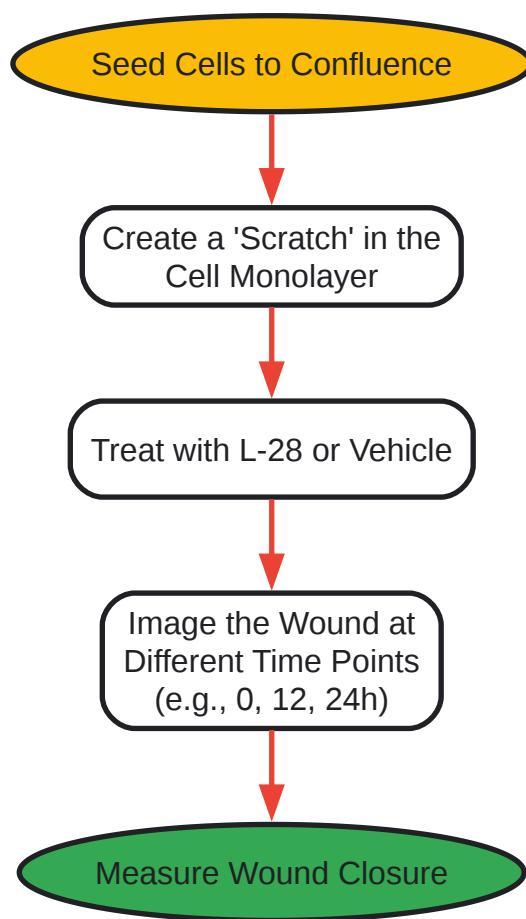 Seed Cells to Confluence
Create a 'Scratch' in the
Cell Monolayer
Treat with L-28 or Vehicle
Image the Wound at
Different Time Points
(e.g., 0, 12, 24h)
Measure Wound Closure